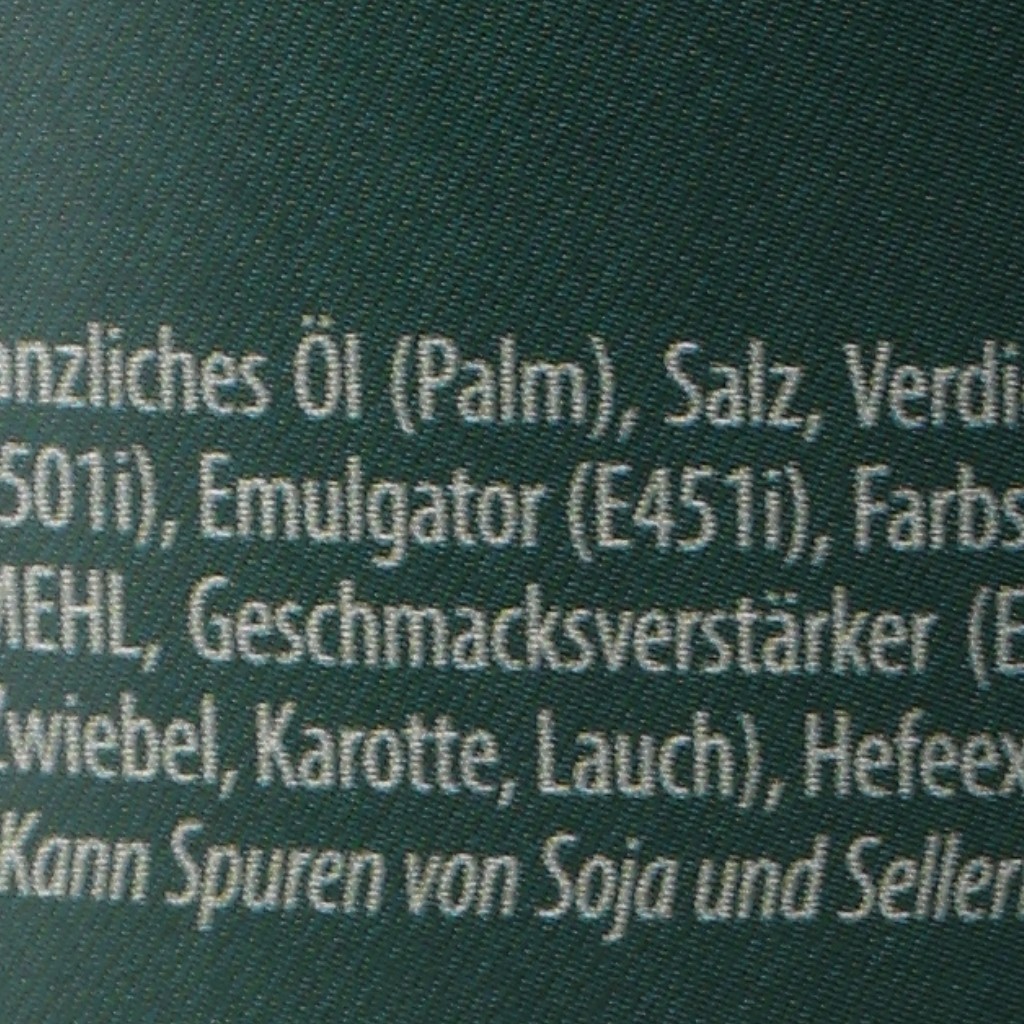 anzliches Öl (Palm), Salz, Verdi
501i), Emulgator (E451i), Farbs
MEHL, Geschmacksverstärker (E
Zwiebel, Karotte, Lauch), Hefeex
Kann Spuren von Soja und Seller